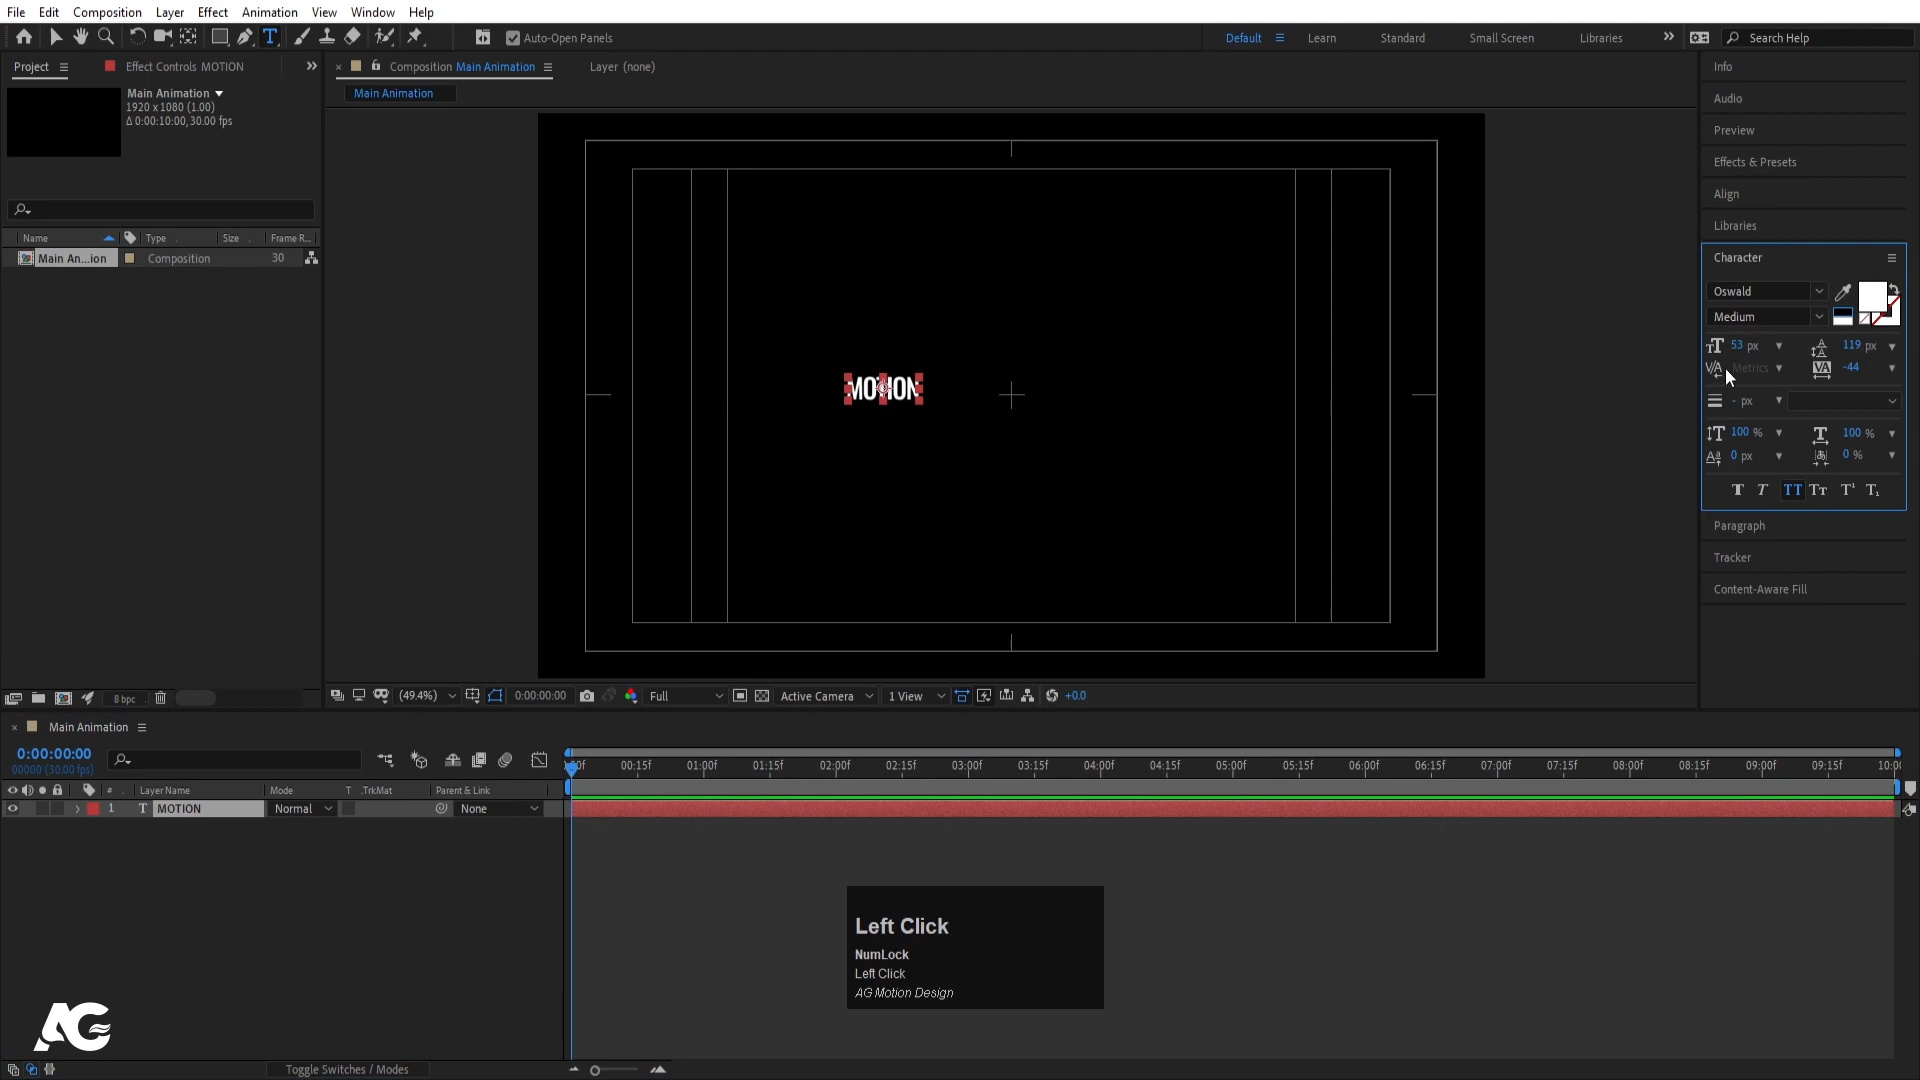 File Edit Composition Layer Effect Animation View Window Help
Auto-Open Panels Default Learn Standard Small Screen Libraries Search Help
Project Effect Controls MOTION Composition Main Animation Layer (none)
Main Animation
Main Animation
1920 x 1080 (1.00)
Δ 0:00:10:00, 30.00 fps
Name Type Size Frame R...
Main An...ion Composition 30
MOTION
Info
Audio
Preview
Effects & Presets
Align
Libraries
Character
Oswald
Medium
53 px 119 px
Metrics -44
- px
100 % 100 %
0 px 0 %
Paragraph
Tracker
Content-Aware Fill
8 bpc (49.4%) 0:00:00:00 Full Active Camera 1 View +0.0
Main Animation
0:00:00:00
00000 (30.00 fps)
00f 00:15f 01:00f 01:15f 02:00f 02:15f 03:00f 03:15f 04:00f 04:15f 05:00f 05:15f 06:00f 06:15f 07:00f 07:15f 08:00f 08:15f 09:00f 09:15f 10:00
# Layer Name Mode T .TrkMat Parent & Link
1 T MOTION Normal None
Left Click
NumLock
Left Click
AG Motion Design
AG
Toggle Switches / Modes